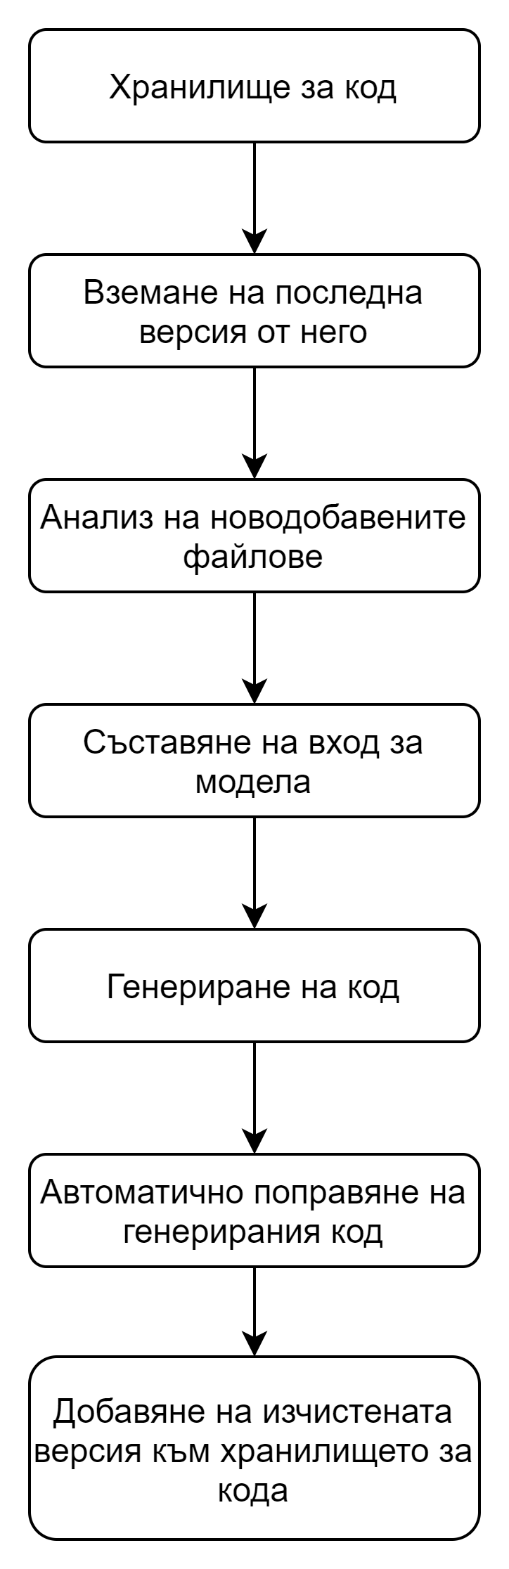 Хранилище за код
Вземане на последна
версия от него
Анализ на новодобавените
файлове
Съставяне на вход за
модела
Генериране на код
Автоматично поправяне на
генерирания код
Добавяне на изчистената
версия към хранилището за
кода